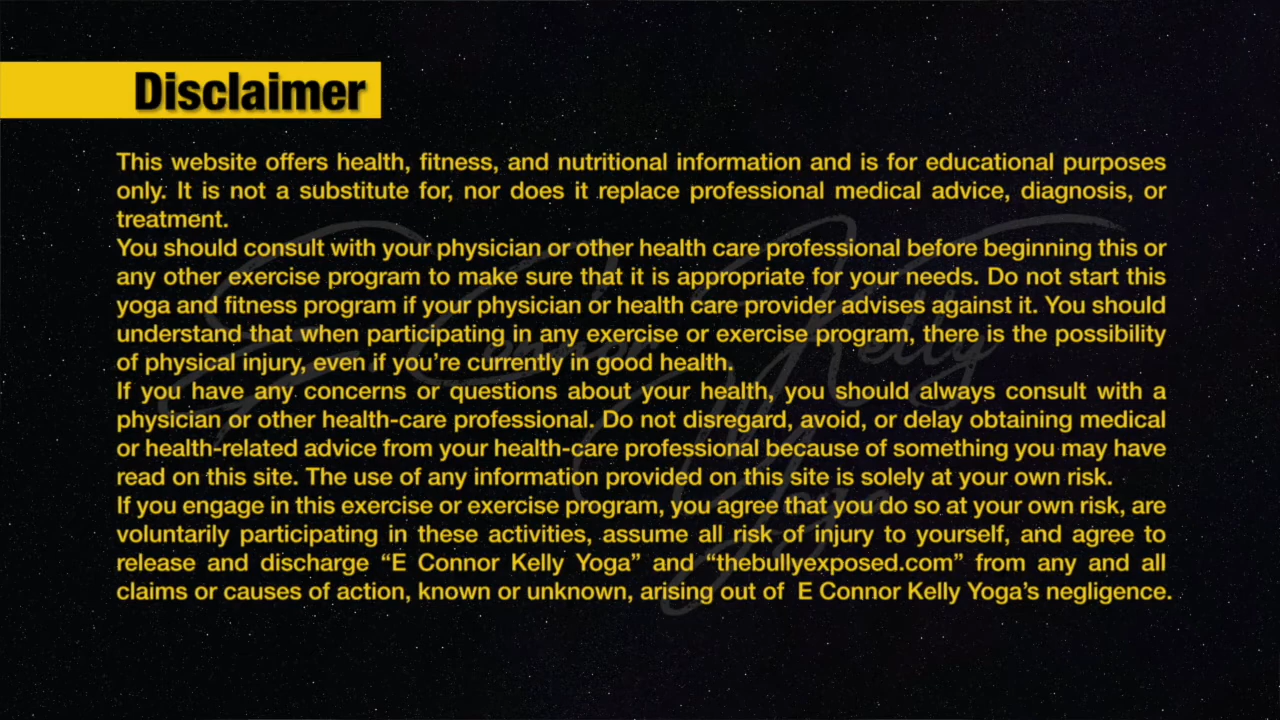 Disclaimer
This website offers health, fitness, and nutritional information and is for educational purposes
only. It is not a substitute for, nor does it replace professional medical advice, diagnosis, or
treatment.
You should consult with your physician or other health care professional before beginning this or
any other exercise program to make sure that it is appropriate for your needs. Do not start this
yoga and fitness program if your physician or health care provider advises against it. You should
understand that when participating in any exercise or exercise program, there is the possibility
of physical injury, even if you’re currently in good health.
If you have any concerns or questions about your health, you should always consult with a
physician or other health-care professional. Do not disregard, avoid, or delay obtaining medical
or health-related advice from your health-care professional because of something you may have
read on this site. The use of any information provided on this site is solely at your own risk.
If you engage in this exercise or exercise program, you agree that you do so at your own risk, are
voluntarily participating in these activities, assume all risk of injury to yourself, and agree to
release and discharge “E Connor Kelly Yoga” and “thebullyexposed.com” from any and all
claims or causes of action, known or unknown, arising out of  E Connor Kelly Yoga’s negligence.
E Connor Kelly
Yoga